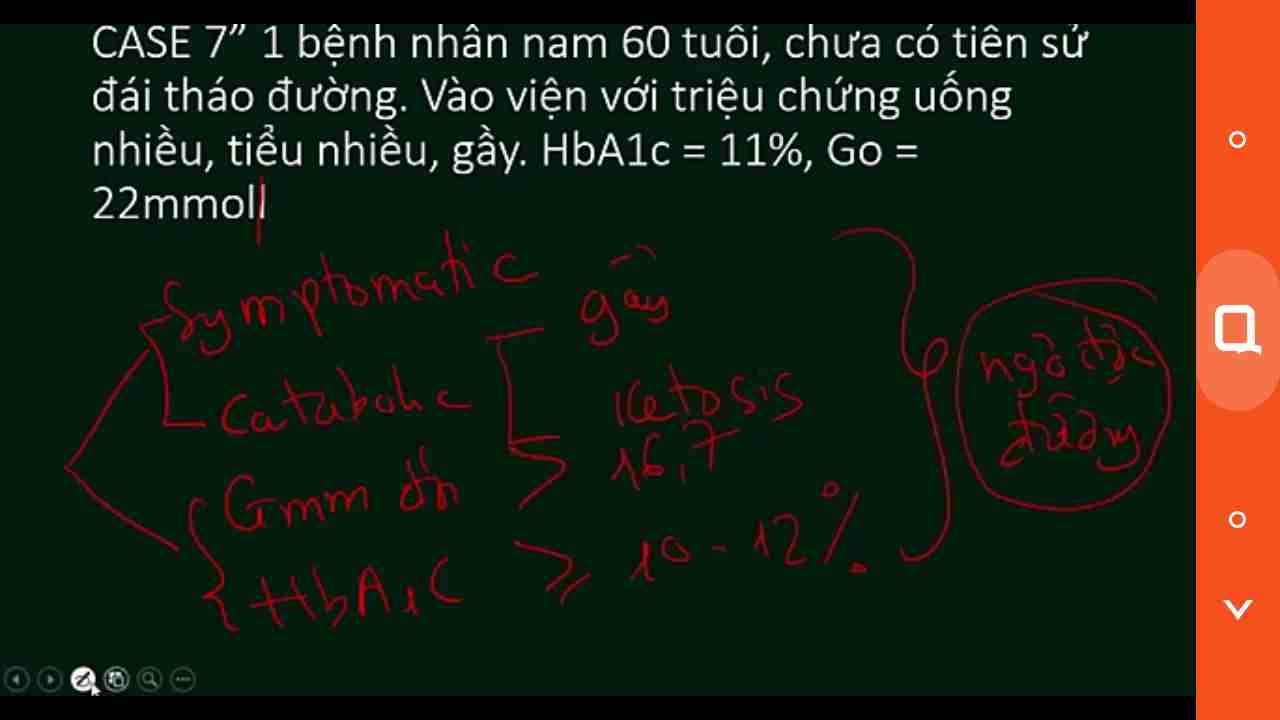 CASE 7” 1 bệnh nhân nam 60 tuổi, chưa có tiên sử
đái tháo đường. Vào viện với triệu chứng uống
nhiều, tiểu nhiều, gầy. HbA1c = 11%, Go =
22mmoll
Symptomatic
gầy
Catabolic
Ketosis
Gmm đói > 16,7
HbA1C ≥ 10 - 12%.
ngộ độc
đường